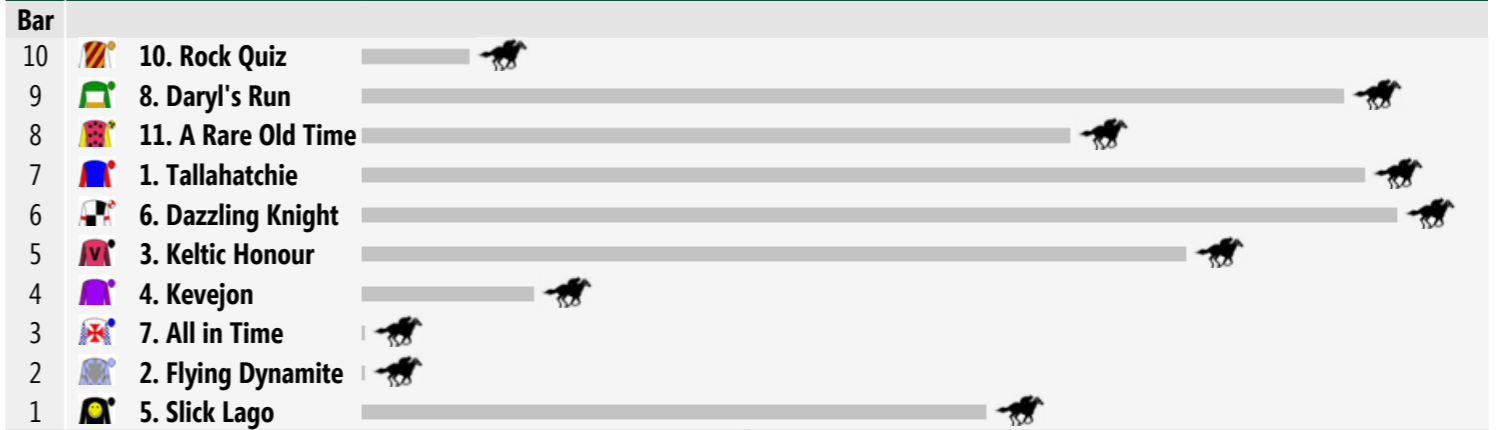 Bar
10 10. Rock Quiz
9 8. Daryl's Run
8 11. A Rare Old Time
7 1. Tallahatchie
6 6. Dazzling Knight
5 V 3. Keltic Honour
4 4. Kevejon
3 7. All in Time
2 2. Flying Dynamite
1 5. Slick Lago